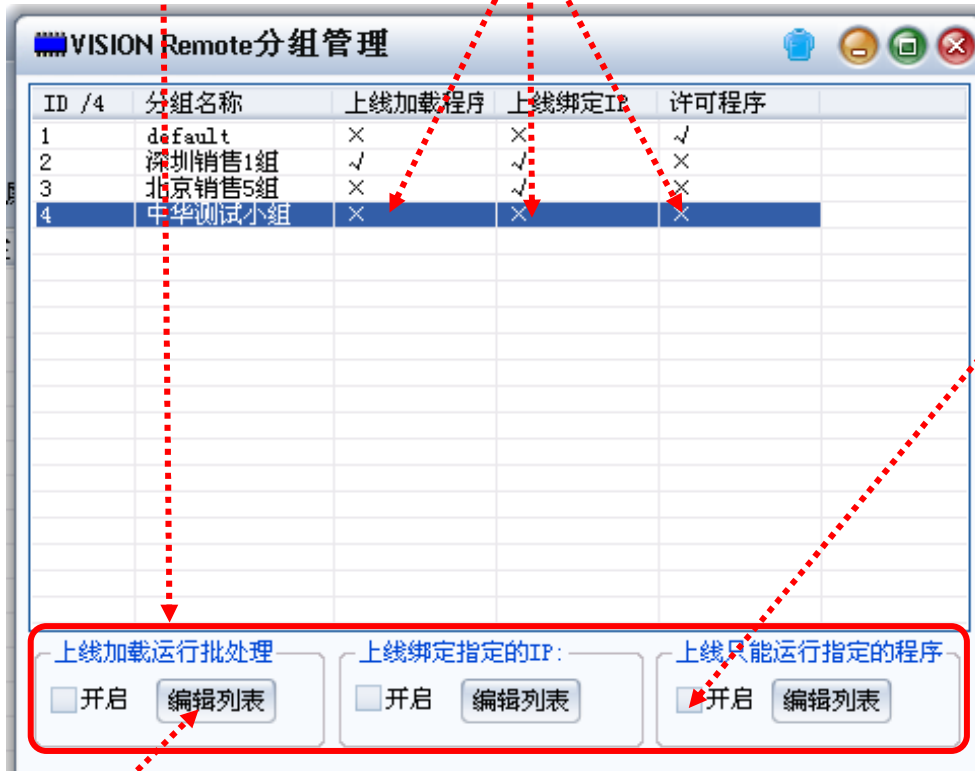 VISION Remote分组管理
ID /4 分组名称 上线加载程序 上线绑定IP 许可程序
1 default × × √
2 深圳销售1组 √ √ ×
3 北京销售5组 × √ ×
4 中华测试小组 × × ×
上线加载运行批处理 上线绑定指定的IP: 上线只能运行指定的程序
开启 编辑列表 开启 编辑列表 开启 编辑列表